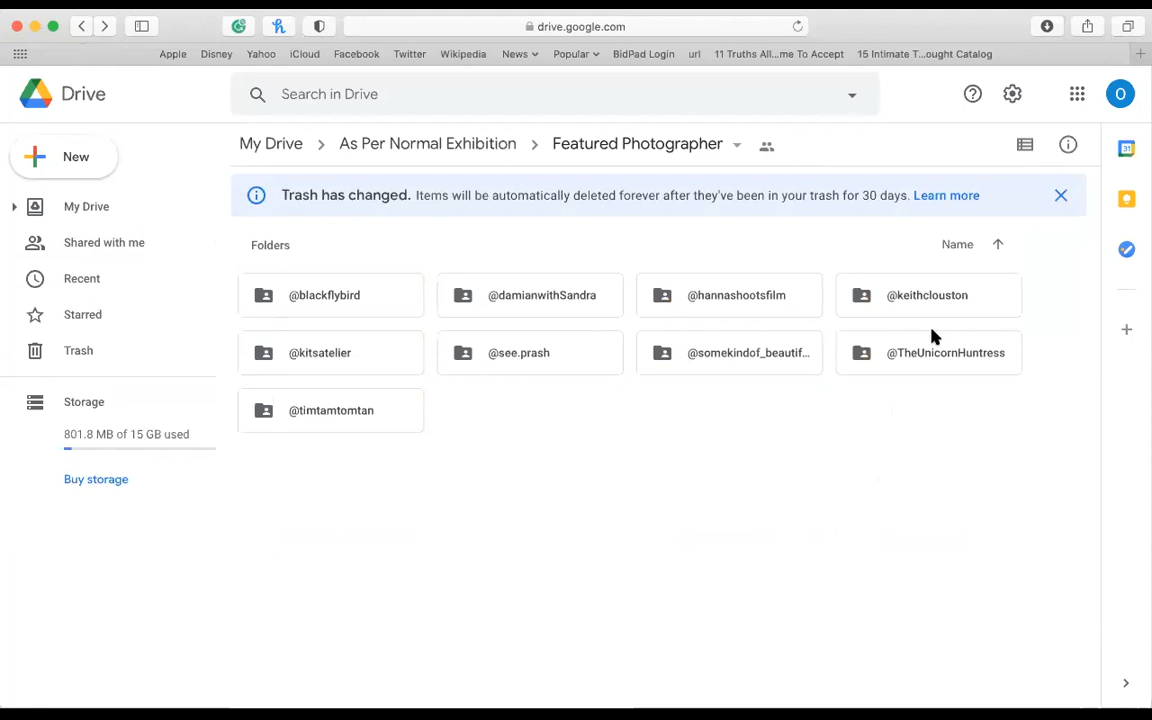 drive.google.com
Apple Disney Yahoo iCloud Facebook Twitter Wikipedia News Popular BidPad Login url 11 Truths All...me To Accept 15 Intimate T...ought Catalog
Drive
Search in Drive
O
New
My Drive > As Per Normal Exhibition > Featured Photographer
31
Trash has changed. Items will be automatically deleted forever after they've been in your trash for 30 days. Learn more
My Drive
Shared with me
Recent
Starred
Trash
Storage
801.8 MB of 15 GB used
Buy storage
Folders
Name
@blackflybird
@damianwithSandra
@hannashootsfilm
@keithclouston
@kitsatelier
@see.prash
@somekindof_beautif...
@TheUnicornHuntress
@timtamtomtan